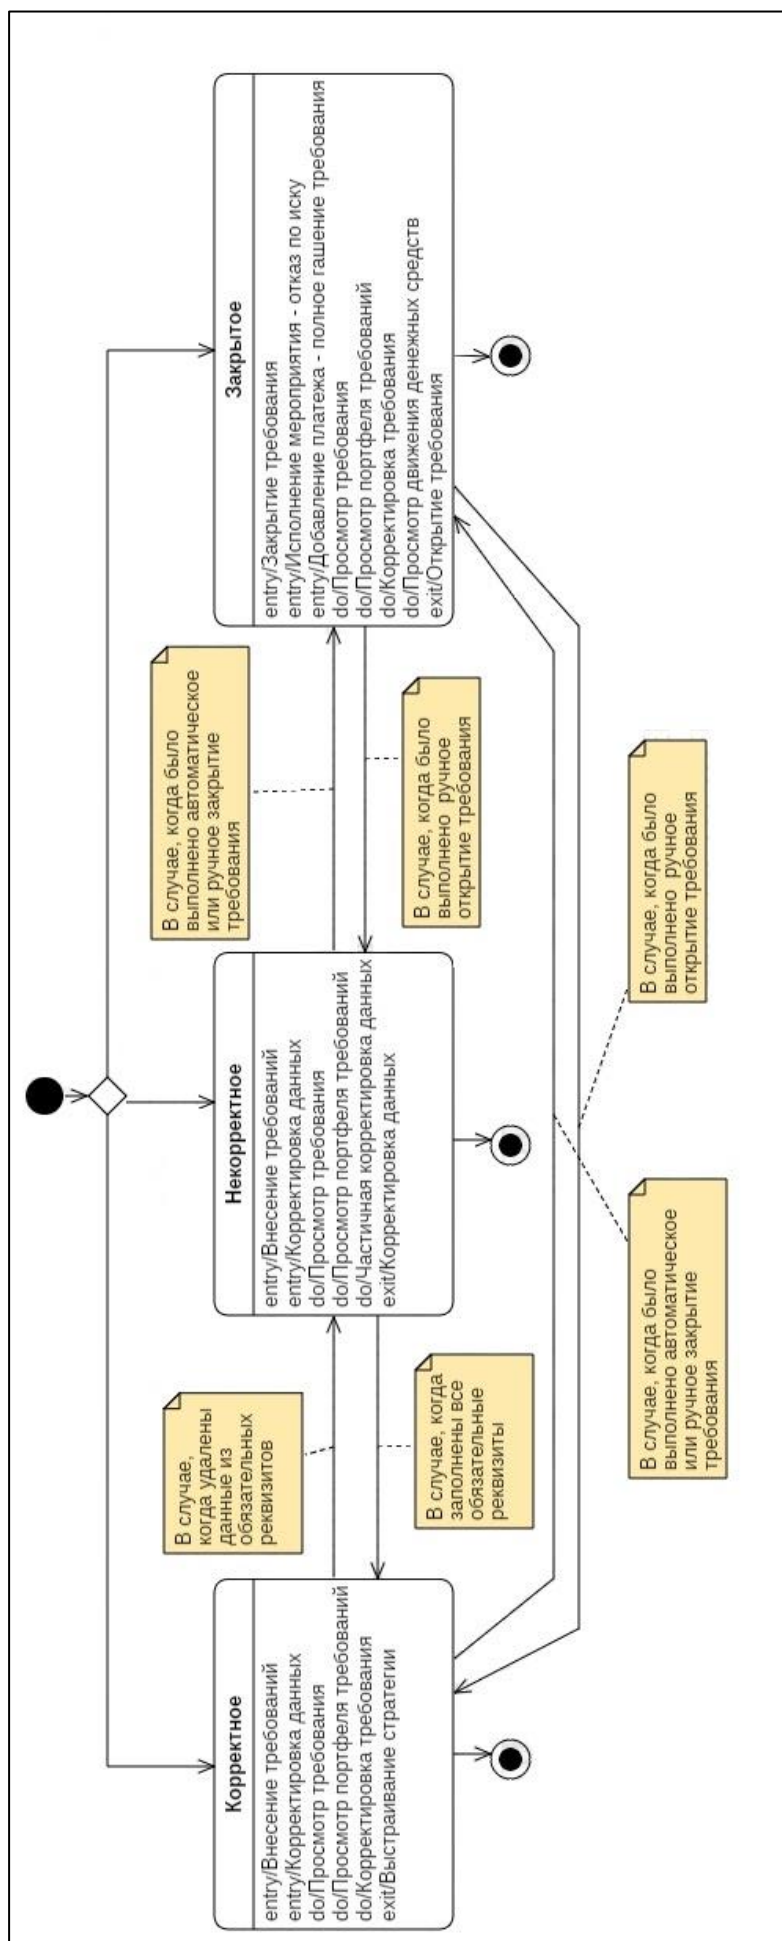 Корректное
entry/Внесение требований
entry/Корректировка данных
do/Просмотр требования
do/Просмотр портфеля требований
do/Корректировка требования
exit/Выстраивание стратегии
В случае,
когда удалены
данные из
обязательных
реквизитов
В случае, когда
заполнены все
обязательные
реквизиты
Некорректное
entry/Внесение требований
entry/Корректировка данных
do/Просмотр требования
do/Просмотр портфеля требований
do/Частичная корректировка данных
exit/Корректировка данных
В случае, когда было
выполнено автоматическое
или ручное закрытие
требования
В случае, когда было
выполнено ручное
открытие требования
Закрытое
entry/Закрытие требования
entry/Исполнение мероприятия - отказ по иску
entry/Добавление платежа - полное гашение требования
do/Просмотр требования
do/Просмотр портфеля требований
do/Корректировка требования
do/Просмотр движения денежных средств
exit/Открытие требования
В случае, когда было
выполнено автоматическое
или ручное закрытие
требования
В случае, когда было
выполнено ручное
открытие требования